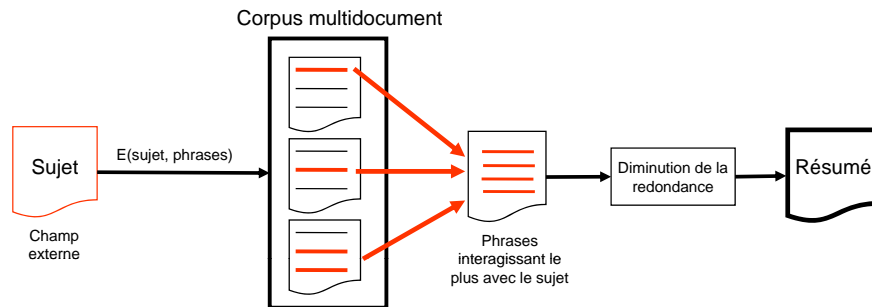 Corpus multidocument
Sujet
E(sujet, phrases)
Champ
externe
Phrases
interagissant le
plus avec le sujet
Diminution de la
redondance
Résumé